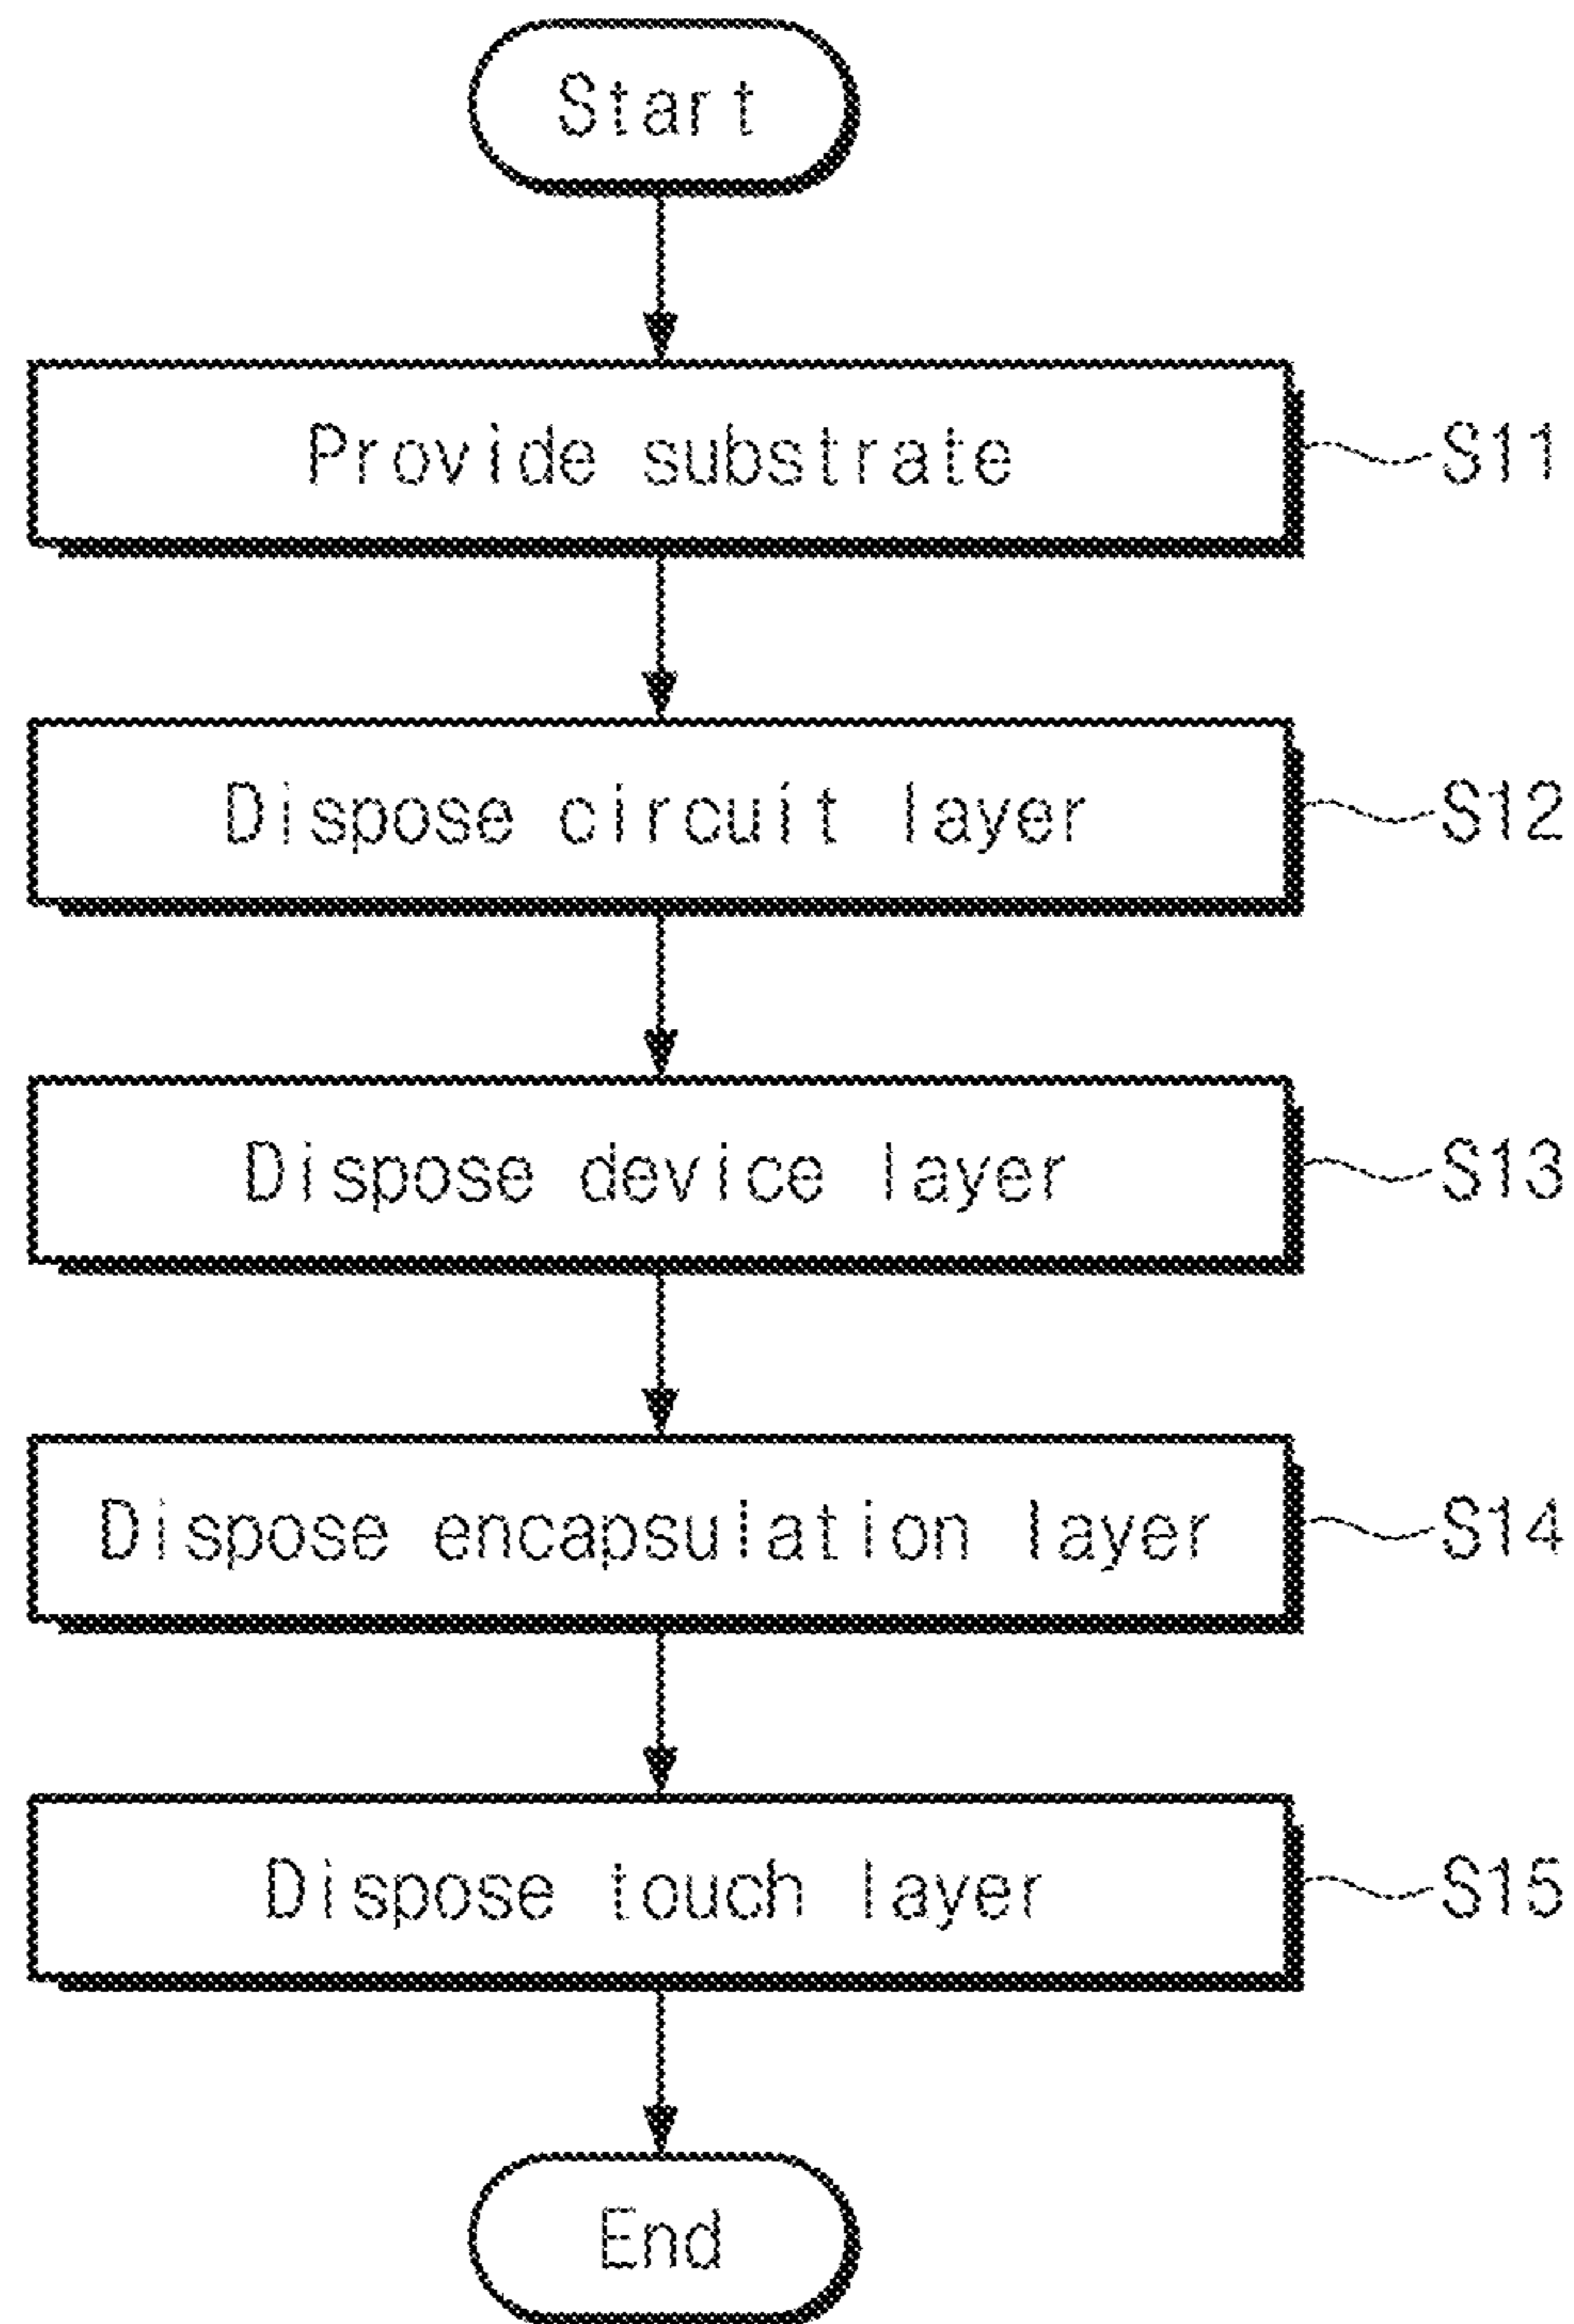 Start
Provide substrate
S11
Dispose circuit layer
S12
Dispose device layer
S13
Dispose encapsulation layer
S14
Dispose touch layer
S15
End